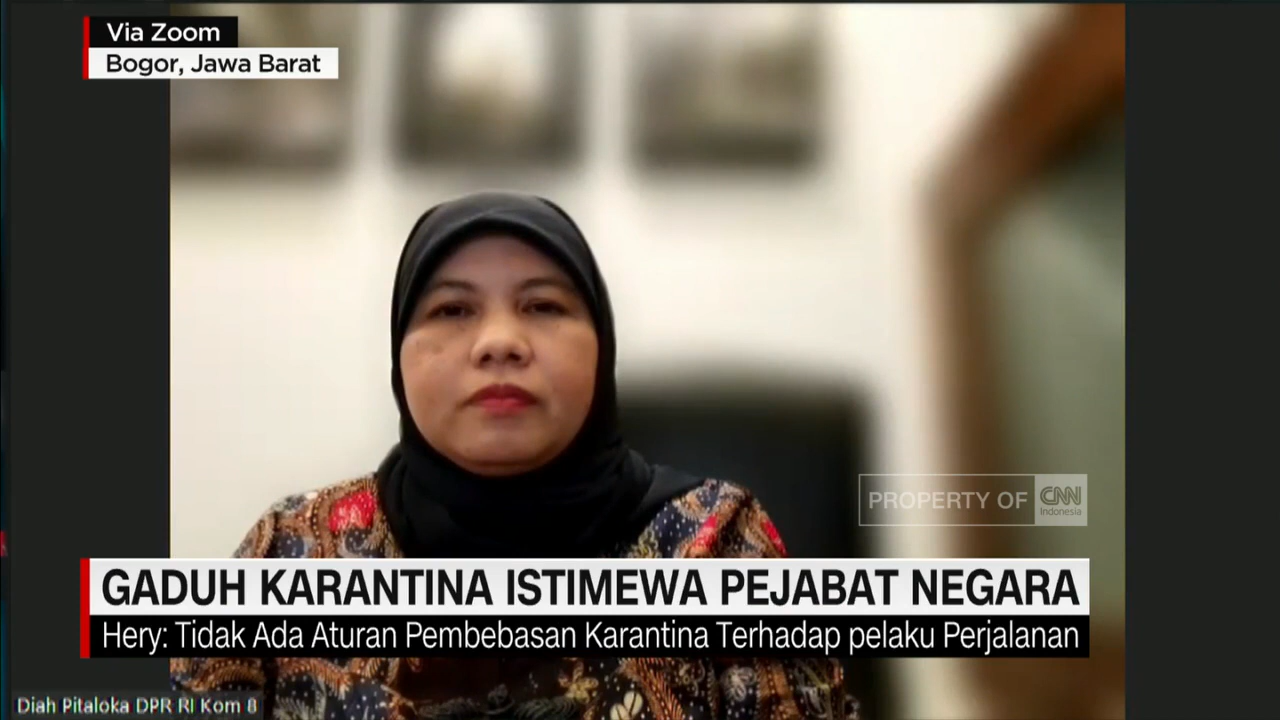 Via Zoom
Bogor, Jawa Barat
PROPERTY OF CNN Indonesia
GADUH KARANTINA ISTIMEWA PEJABAT NEGARA
Hery: Tidak Ada Aturan Pembebasan Karantina Terhadap pelaku Perjalanan
Diah Pitaloka DPR RI Kom 8